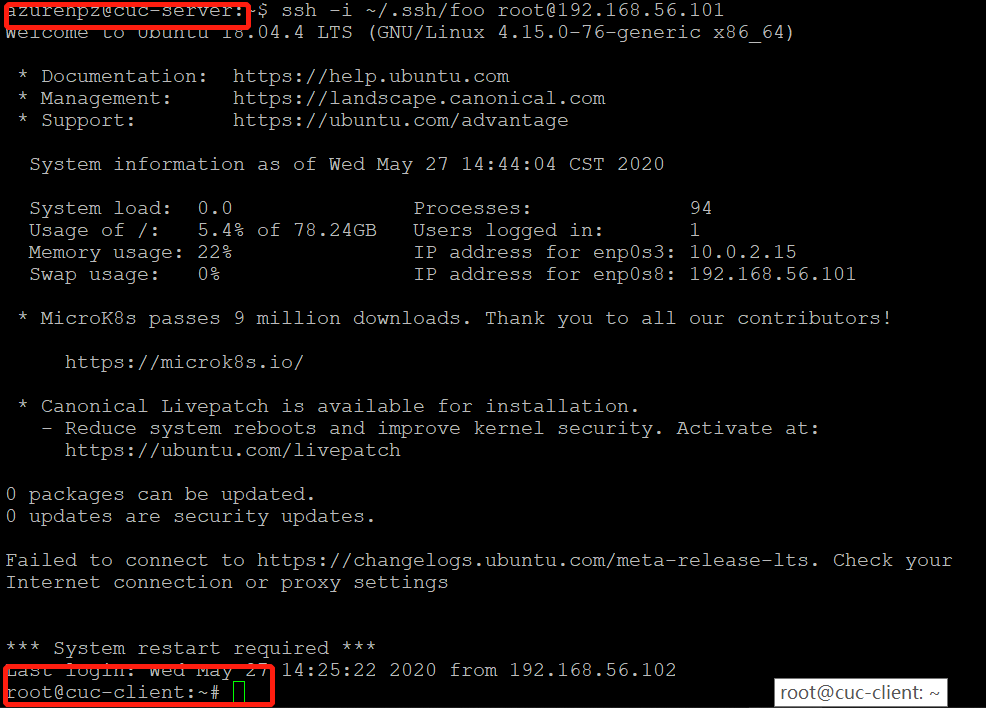 azurenpz@cuc-server:~$ ssh -i ~/.ssh/foo root@192.168.56.101
Welcome to Ubuntu 18.04.4 LTS (GNU/Linux 4.15.0-76-generic x86_64)
* Documentation: https://help.ubuntu.com
* Management: https://landscape.canonical.com
* Support: https://ubuntu.com/advantage
System information as of Wed May 27 14:44:04 CST 2020
System load: 0.0 Processes: 94
Usage of /: 5.4% of 78.24GB Users logged in: 1
Memory usage: 22% IP address for enp0s3: 10.0.2.15
Swap usage: 0% IP address for enp0s8: 192.168.56.101
* MicroK8s passes 9 million downloads. Thank you to all our contributors!
https://microk8s.io/
* Canonical Livepatch is available for installation.
- Reduce system reboots and improve kernel security. Activate at:
https://ubuntu.com/livepatch
0 packages can be updated.
0 updates are security updates.
Failed to connect to https://changelogs.ubuntu.com/meta-release-lts. Check your
Internet connection or proxy settings
*** System restart required ***
Last login: Wed May 27 14:25:22 2020 from 192.168.56.102
root@cuc-client:~#
root@cuc-client: ~